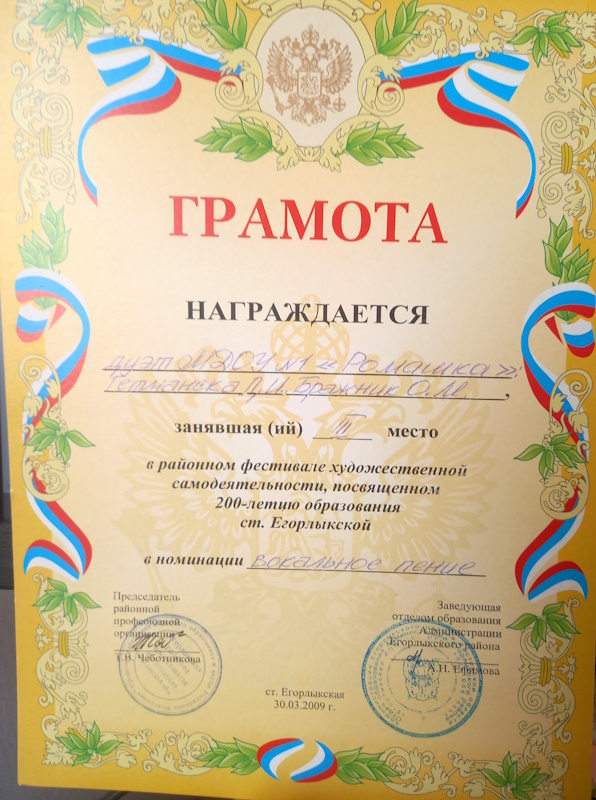 ГРАМОТА
НАГРАЖДАЕТСЯ
дуэт МДОУ №1 «Ромашка»:
Бражник О.М.,
занявшая (ий) III место
в районном фестивале художественной
самодеятельности, посвященном
200-летию образования
ст. Егорлыкской
в номинации вокальное пение
Председатель
районной
профсоюзной
организации
Т.В. Чеботникова
Заведующая
отделом образования
Администрации
Егорлыкского района
А.Н. Ефимова
ст. Егорлыкская
30.03.2009 г.